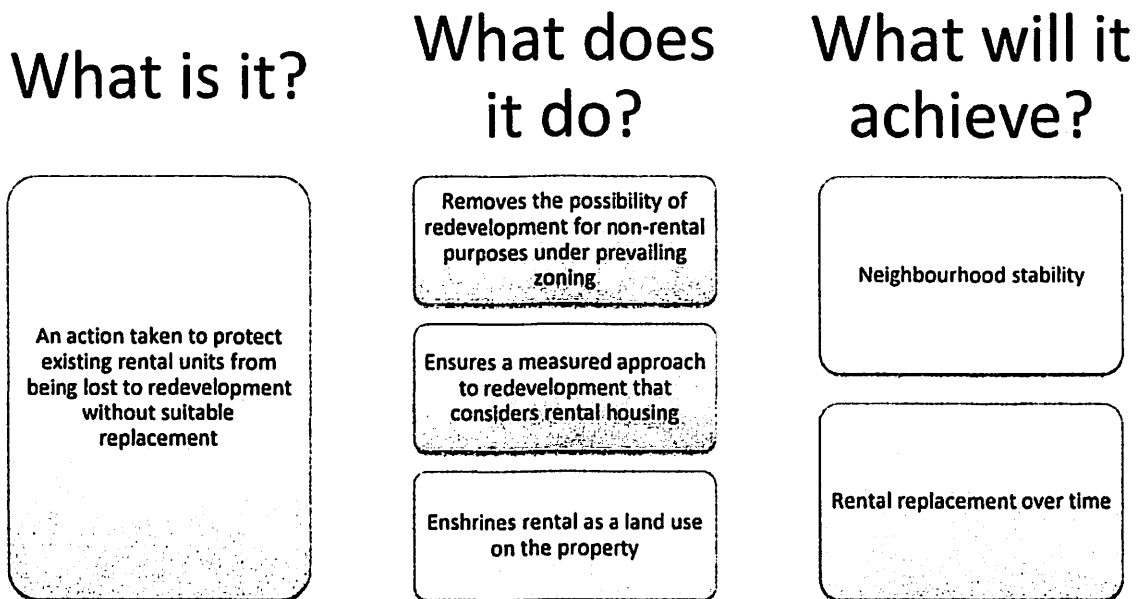 What is it?
An action taken to protect
existing rental units from
being lost to redevelopment
without suitable
replacement
What does
it do?
Removes the possibility of
redevelopment for non-rental
purposes under prevailing
zoning
Ensures a measured approach
to redevelopment that
considers rental housing
Enshrines rental as a land use
on the property
What will it
achieve?
Neighbourhood stability
Rental replacement over time